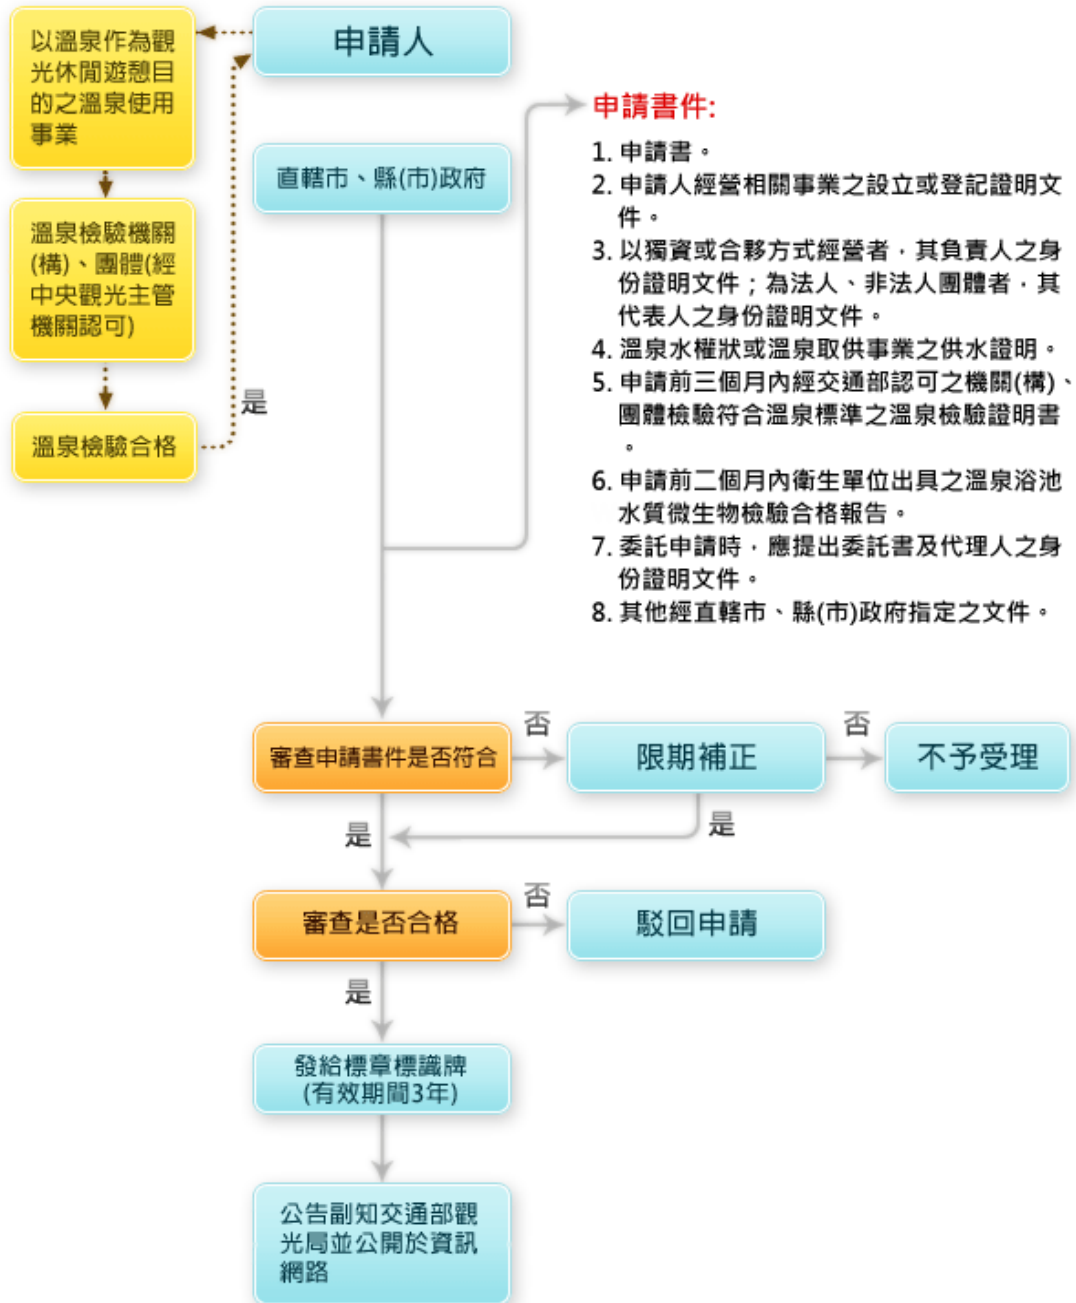 申請人
以溫泉作為觀
光休閒遊憩目
的之溫泉使用
事業
溫泉檢驗機關
(構)、團體(經
中央觀光主管
機關認可)
溫泉檢驗合格
是
直轄市、縣(市)政府
申請書件:
1. 申請書。
2. 申請人經營相關事業之設立或登記證明文
件。
3. 以獨資或合夥方式經營者，其負責人之身
份證明文件；為法人、非法人團體者，其
代表人之身份證明文件。
4. 溫泉水權狀或溫泉取供事業之供水證明。
5. 申請前三個月內經交通部認可之機關(構)、
團體檢驗符合溫泉標準之溫泉檢驗證明書
。
6. 申請前二個月內衛生單位出具之溫泉浴池
水質微生物檢驗合格報告。
7. 委託申請時，應提出委託書及代理人之身
份證明文件。
8. 其他經直轄市、縣(市)政府指定之文件。
審查申請書件是否符合
否
限期補正
否
不予受理
是
是
審查是否合格
否
駁回申請
是
發給標章標識牌
(有效期間3年)
公告副知交通部觀
光局並公開於資訊
網路